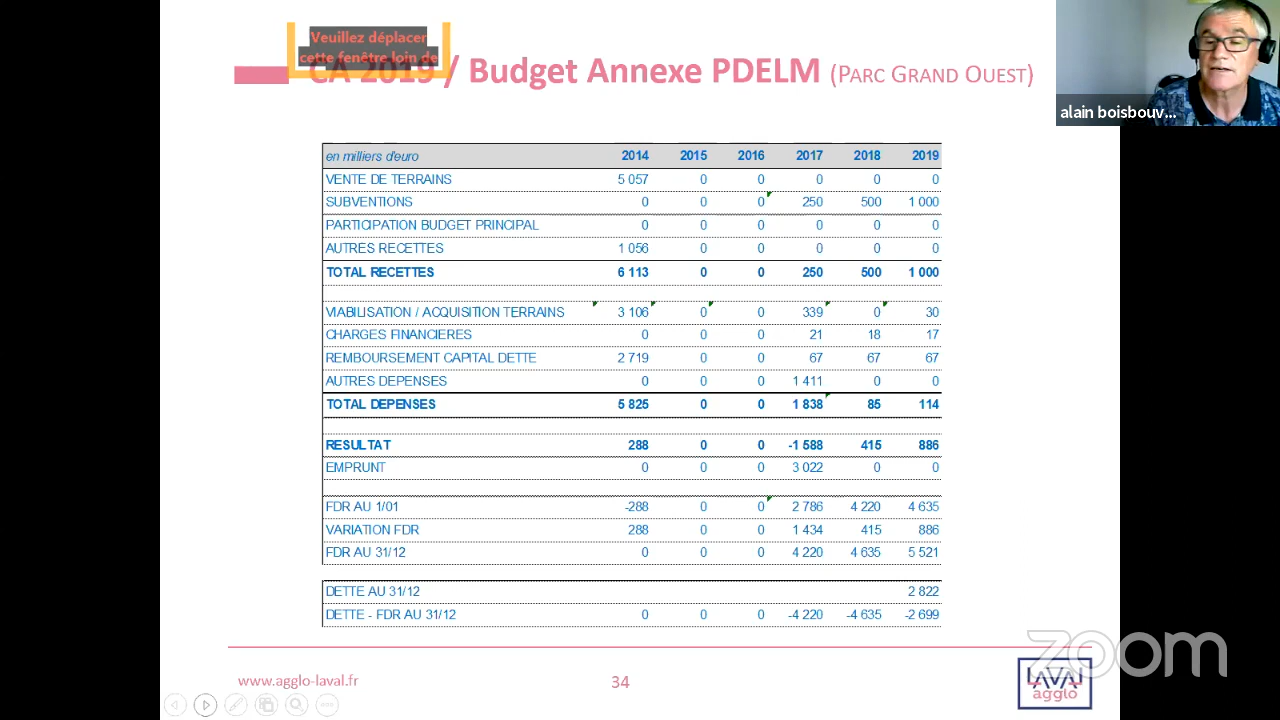 Veuillez déplacer
cette fenêtre loin de
CA 2019 / Budget Annexe PDELM (PARC GRAND OUEST)
alain boisbouv...
en milliers d'euro 2014 2015 2016 2017 2018 2019
VENTE DE TERRAINS 5 057 0 0 0 0 0
SUBVENTIONS 0 0 0 250 500 1 000
PARTICIPATION BUDGET PRINCIPAL 0 0 0 0 0 0
AUTRES RECETTES 1 056 0 0 0 0 0
TOTAL RECETTES 6 113 0 0 250 500 1 000
VIABILISATION / ACQUISITION TERRAINS 3 106 0 0 339 0 30
CHARGES FINANCIERES 0 0 0 21 18 17
REMBOURSEMENT CAPITAL DETTE 2 719 0 0 67 67 67
AUTRES DEPENSES 0 0 0 1 411 0 0
TOTAL DEPENSES 5 825 0 0 1 838 85 114
RESULTAT 288 0 0 -1 588 415 886
EMPRUNT 0 0 0 3 022 0 0
FDR AU 1/01 -288 0 0 2 786 4 220 4 635
VARIATION FDR 288 0 0 1 434 415 886
FDR AU 31/12 0 0 0 4 220 4 635 5 521
DETTE AU 31/12 2 822
DETTE - FDR AU 31/12 0 0 0 -4 220 -4 635 -2 699
zoom
www.agglo-laval.fr
34
LAVAL
agglo